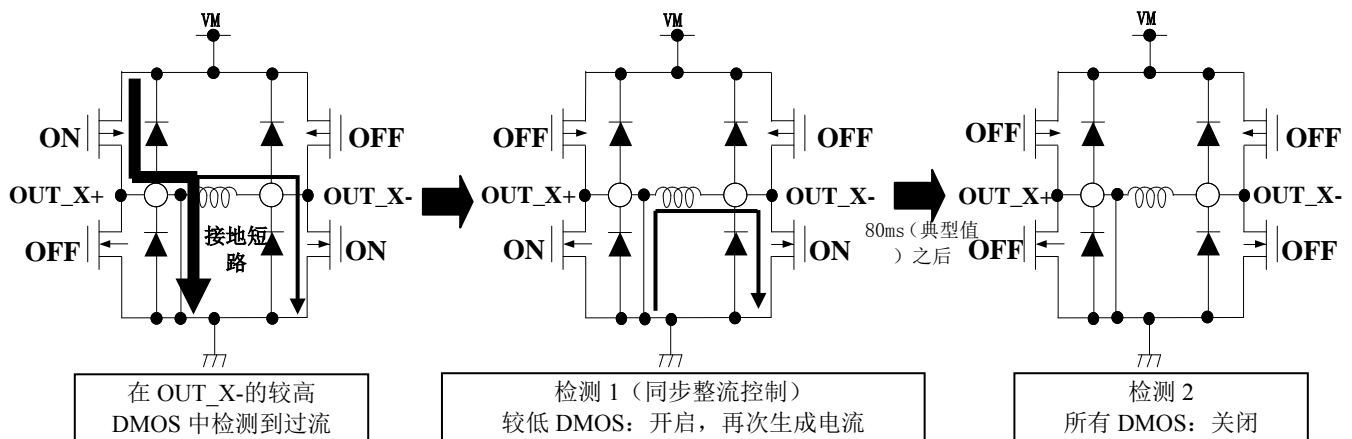 VM
ON
OFF
OUT_X+
OUT_X-
OFF
接地短
路
ON
VM
OFF
OFF
OUT_X+
OUT_X-
ON
ON
80ms（典型值
）之后
VM
OFF
OFF
OUT_X+
OUT_X-
OFF
OFF
在 OUT_X-的较高
DMOS 中检测到过流
检测 1（同步整流控制）
较低 DMOS：开启，再次生成电流
检测 2
所有 DMOS：关闭